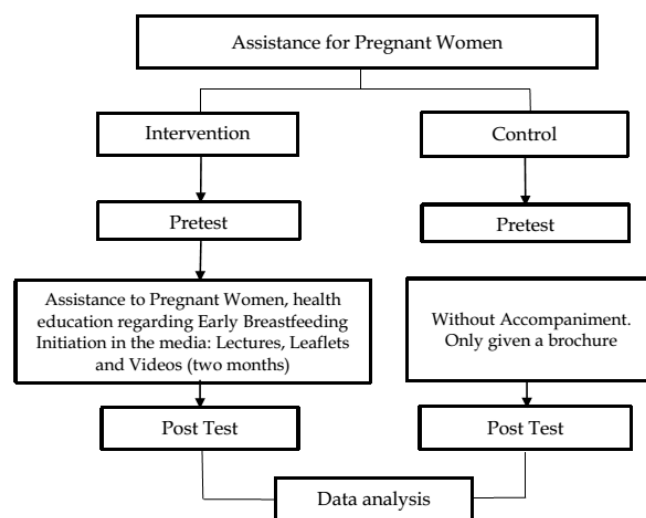 Assistance for Pregnant Women
Intervention
Control
Pretest
Pretest
Assistance to Pregnant Women, health
education regarding Early Breastfeeding
Initiation in the media: Lectures, Leaflets
and Videos (two months)
Without Accompaniment.
Only given a brochure
Post Test
Post Test
Data analysis